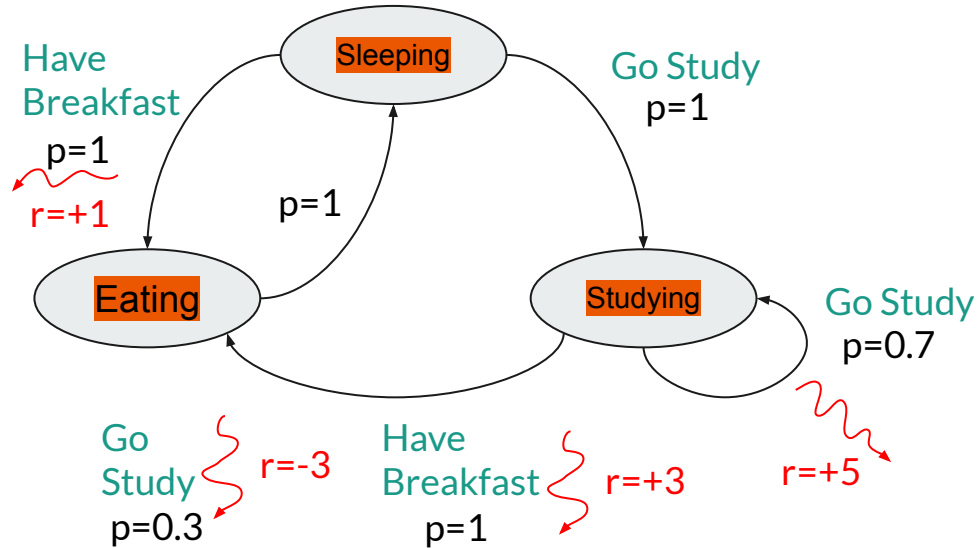 Have
Breakfast
p=1
r=+1
Sleeping
Go Study
p=1
p=1
Eating
Studying
Go Study
p=0.7
r=+5
Go
Study
p=0.3
r=-3
Have
Breakfast
p=1
r=+3